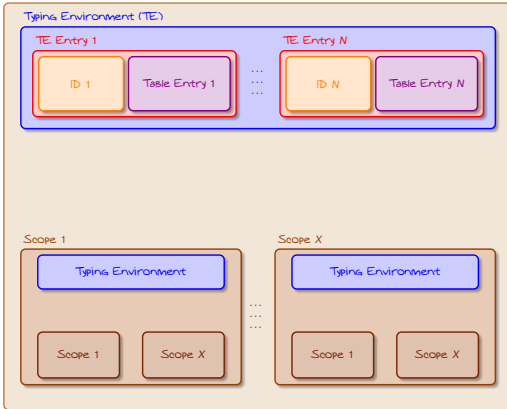 Typing Environment (TE)
TE Entry 1
TE Entry N
ID 1
Table Entry 1
...
...
...
ID N
Table Entry N
Scope 1
Scope X
Typing Environment
Typing Environment
...
...
...
Scope 1
Scope X
Scope 1
Scope X